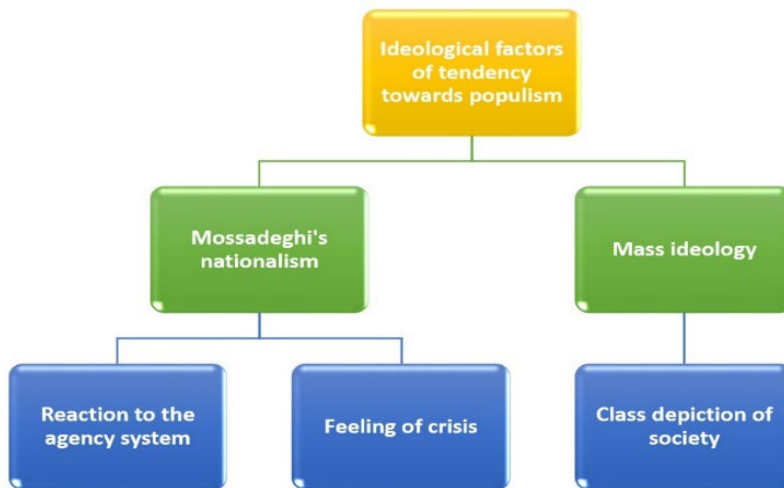 Ideological factors
of tendency
towards populism
Mossadeghi's
nationalism
Mass ideology
Reaction to the
agency system
Feeling of crisis
Class depiction of
society